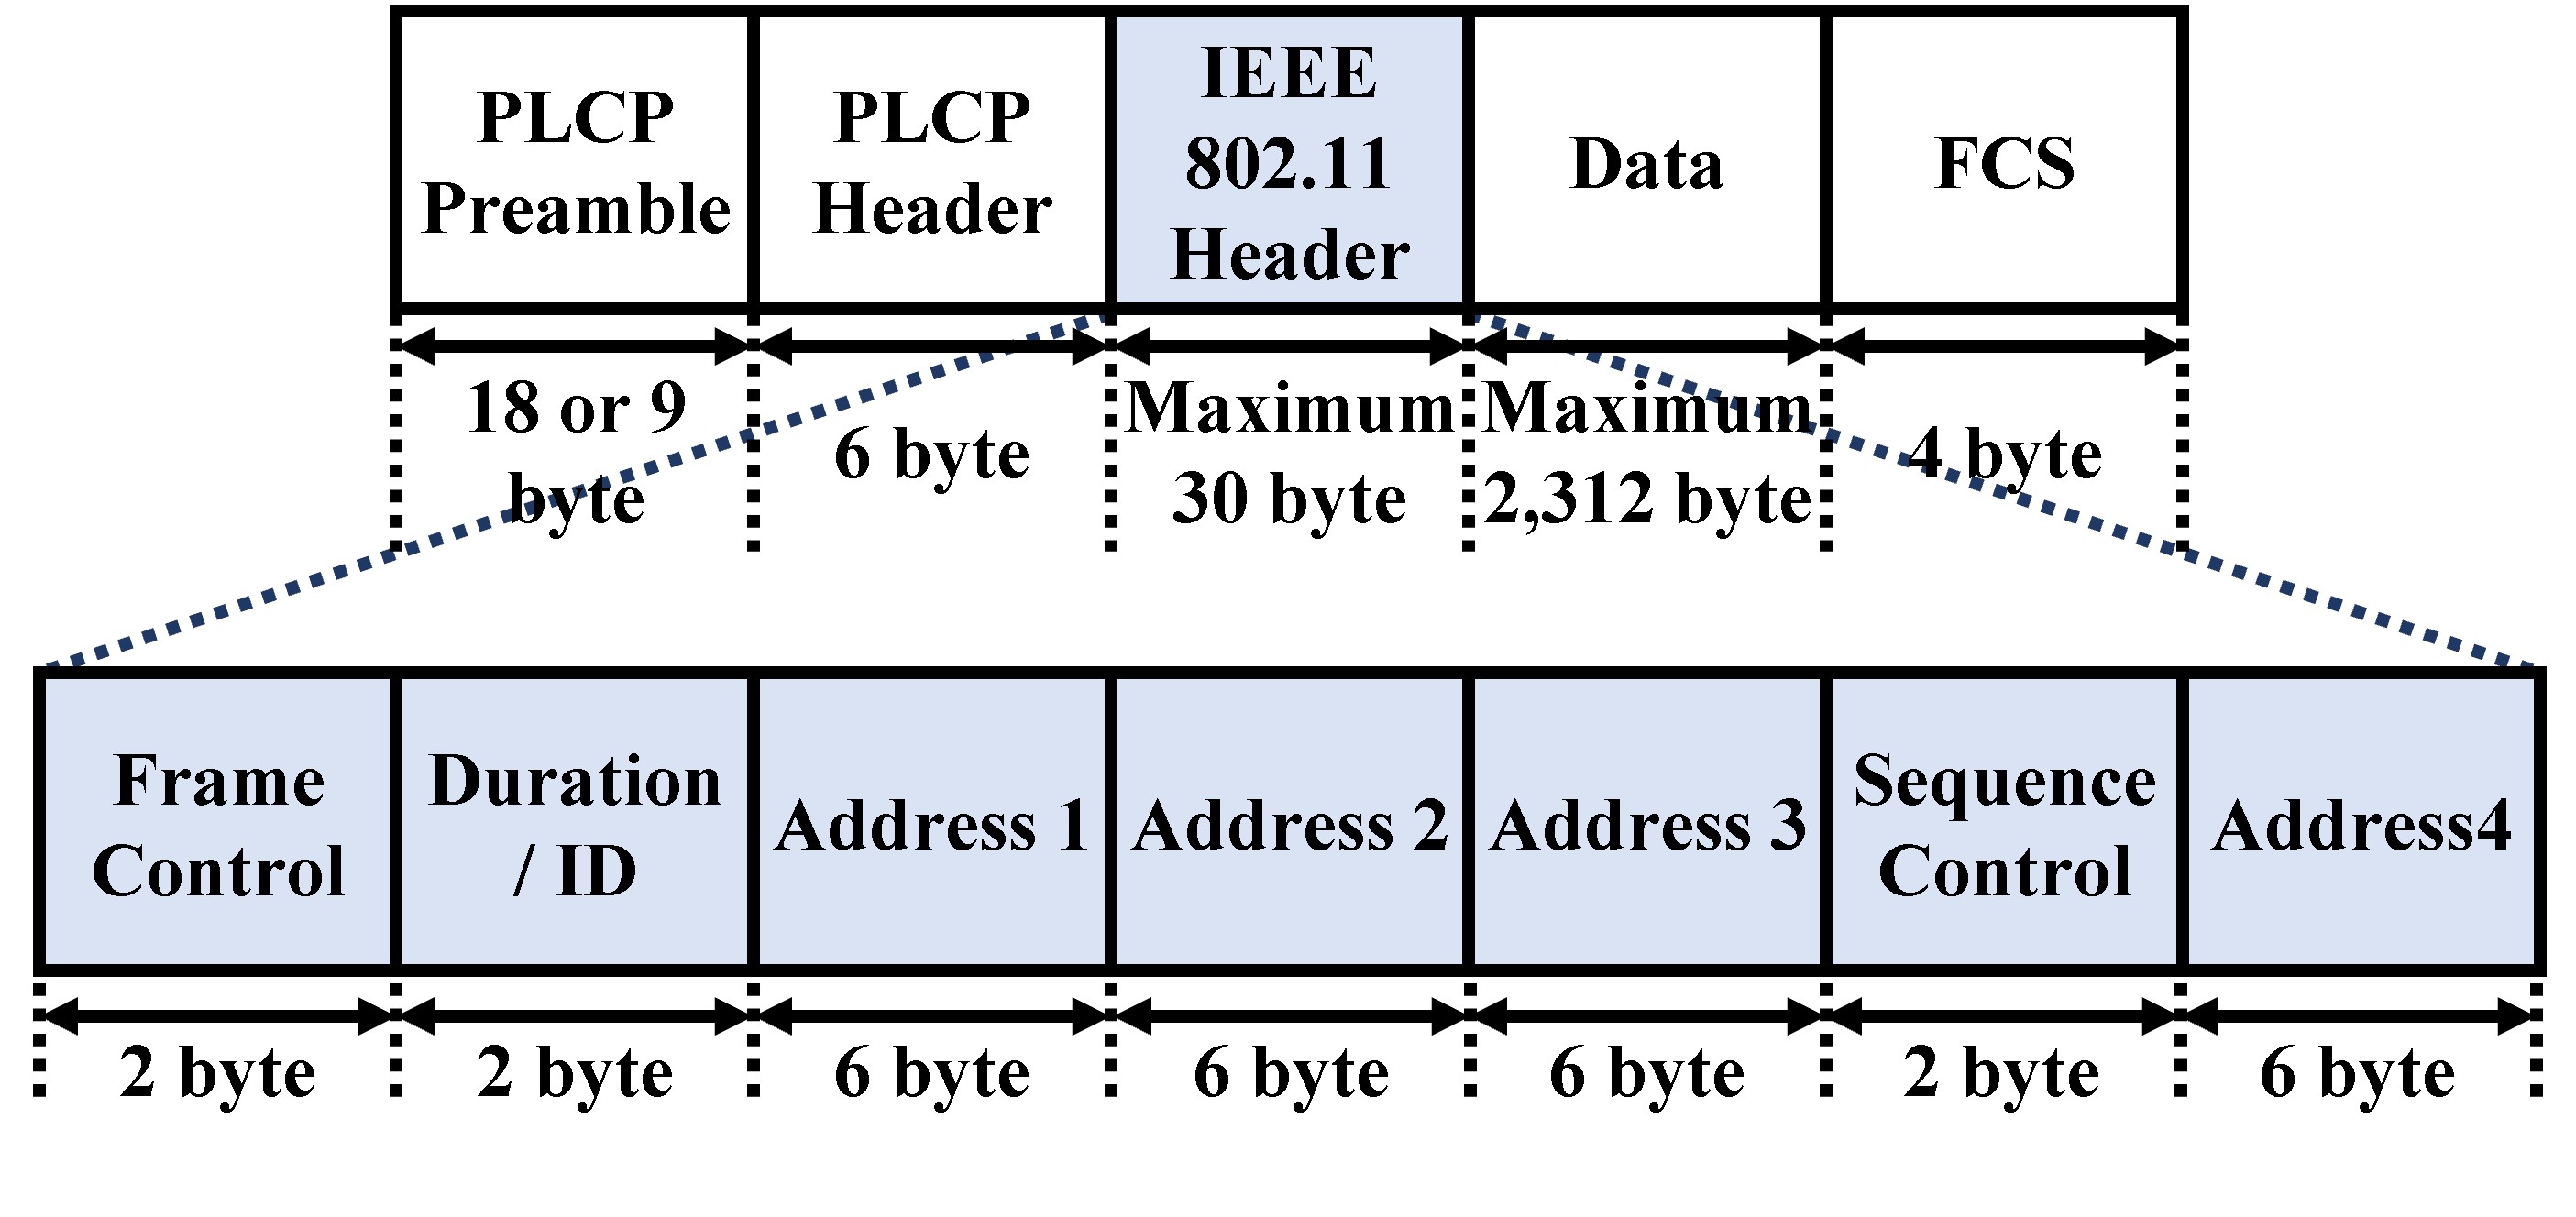 PLCP
Preamble
PLCP
Header
IEEE
802.11
Header
Data
FCS
18 or 9
byte
6 byte
Maximum
30 byte
Maximum
2,312 byte
4 byte
Frame
Control
Duration
/ ID
Address 1
Address 2
Address 3
Sequence
Control
Address4
2 byte
2 byte
6 byte
6 byte
6 byte
2 byte
6 byte